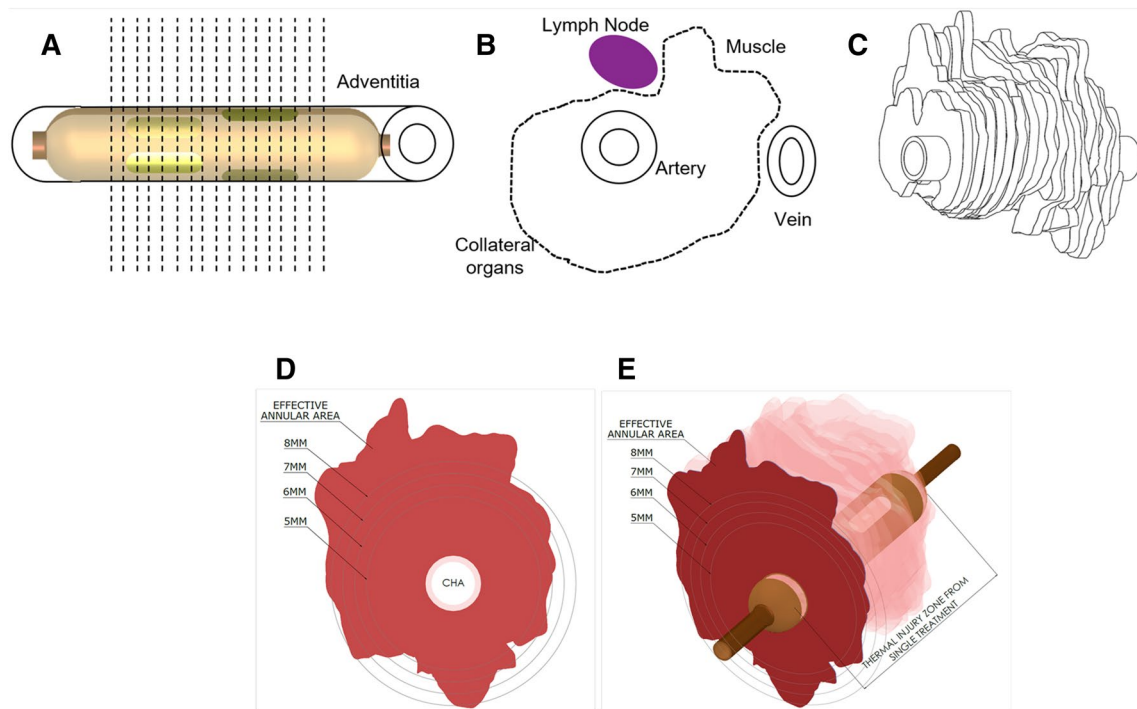 A
Adventitia
B
Lymph Node
Muscle
Artery
Vein
Collateral
organs
C
D
EFFECTIVE
ANNULAR AREA
8MM
7MM
6MM
5MM
CHA
E
EFFECTIVE
ANNULAR AREA
8MM
7MM
6MM
5MM
THERMAL INJURY ZONE FROM
SINGLE TREATMENT